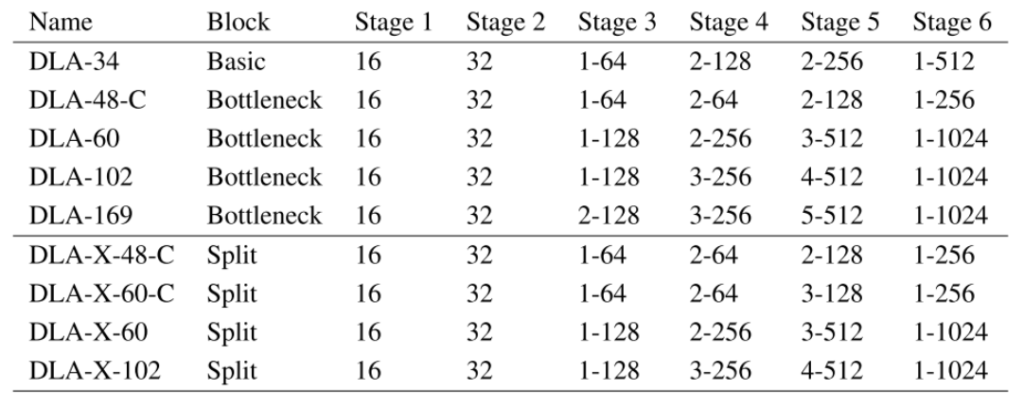 Name Block Stage 1 Stage 2 Stage 3 Stage 4 Stage 5 Stage 6
DLA-34 Basic 16 32 1-64 2-128 2-256 1-512
DLA-48-C Bottleneck 16 32 1-64 2-64 2-128 1-256
DLA-60 Bottleneck 16 32 1-128 2-256 3-512 1-1024
DLA-102 Bottleneck 16 32 1-128 3-256 4-512 1-1024
DLA-169 Bottleneck 16 32 2-128 3-256 5-512 1-1024
DLA-X-48-C Split 16 32 1-64 2-64 2-128 1-256
DLA-X-60-C Split 16 32 1-64 2-64 3-128 1-256
DLA-X-60 Split 16 32 1-128 2-256 3-512 1-1024
DLA-X-102 Split 16 32 1-128 3-256 4-512 1-1024